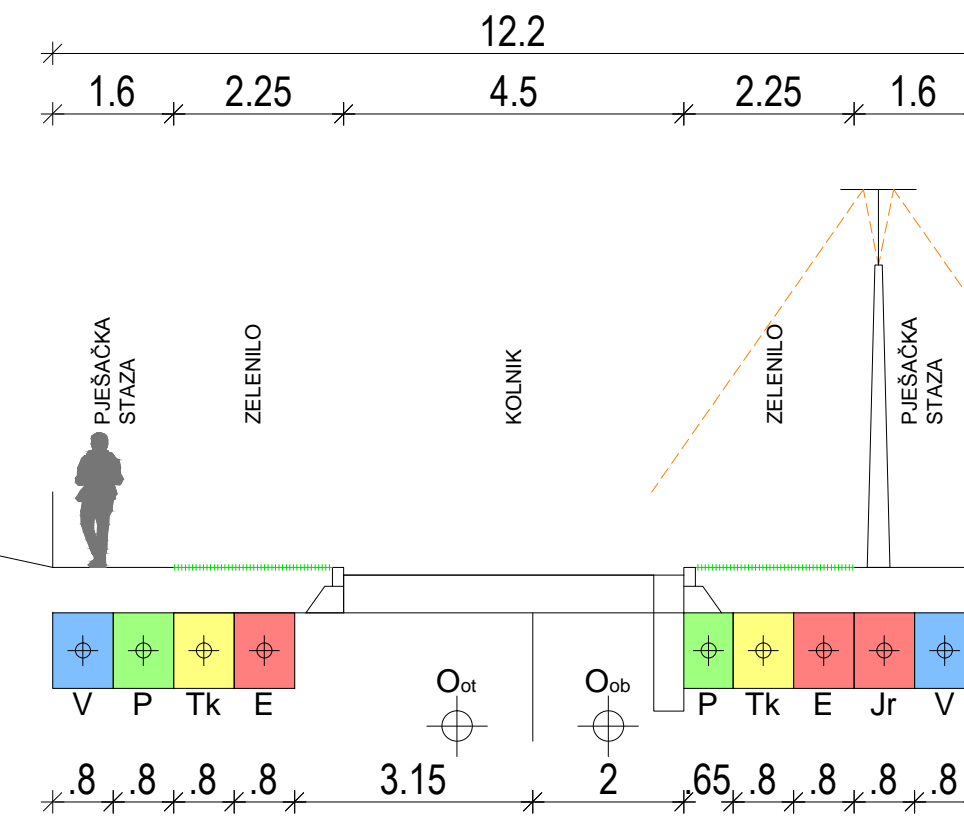 12.2
1.6 2.25 4.5 2.25 1.6
PJEŠAČKA
STAZA
ZELENILO
KOLNIK
ZELENILO
PJEŠAČKA
STAZA
Oot Oob
V P Tk E P Tk E Jr V
.8 .8 .8 .8 3.15 2 .65 .8 .8 .8 .8